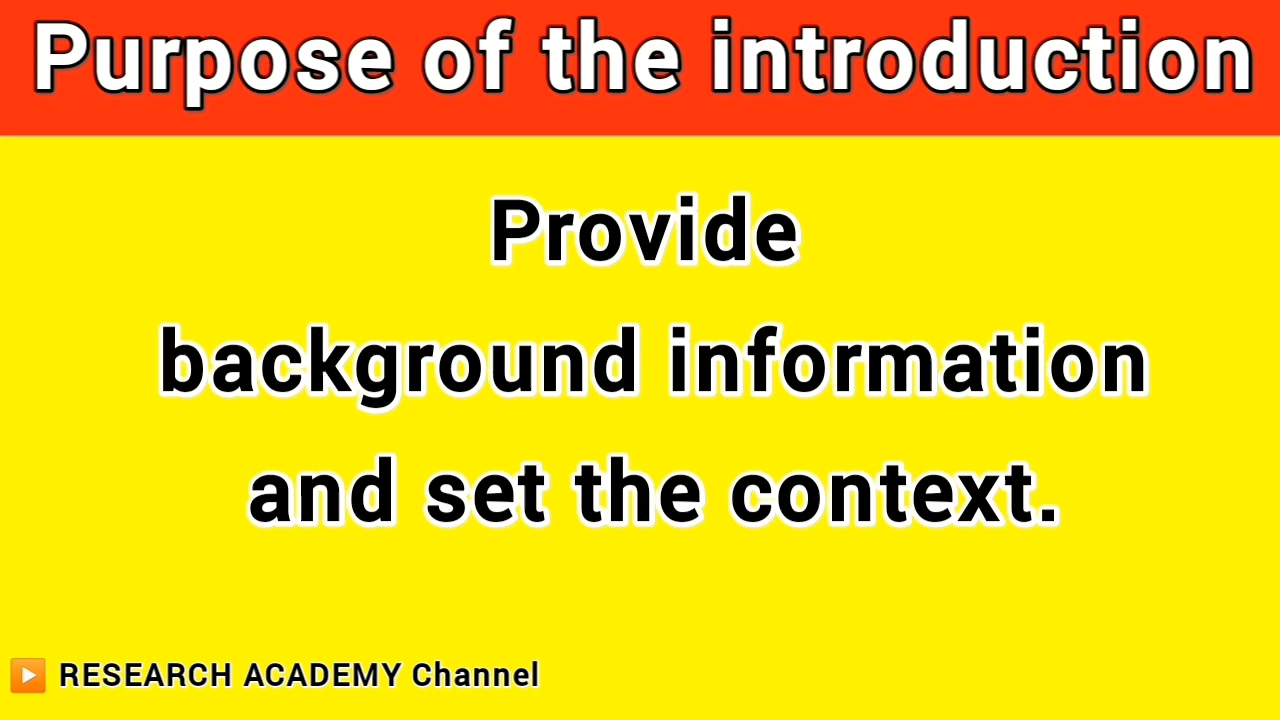 Purpose of the introduction
Provide
background information
and set the context.
RESEARCH ACADEMY Channel